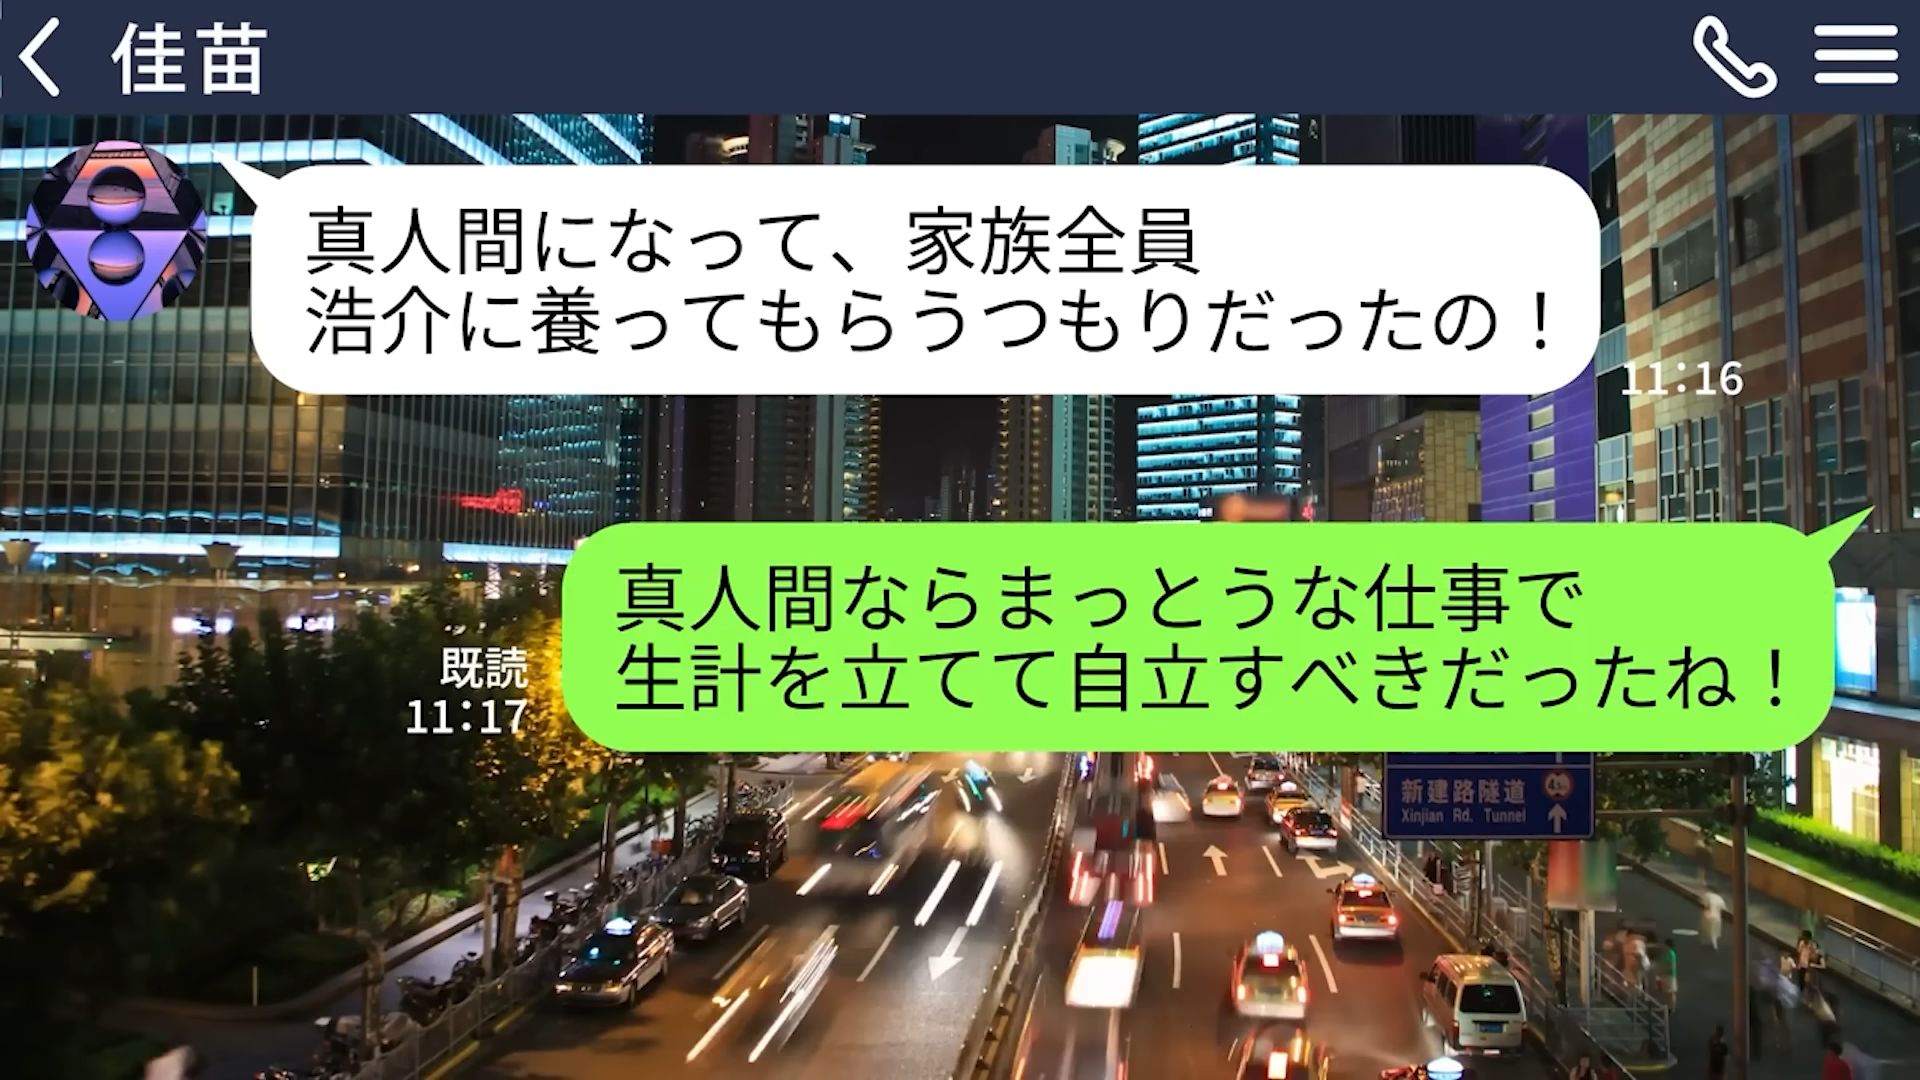 佳苗
真人間になって、家族全員
浩介に養ってもらうつもりだったの！
11:16
真人間ならまっとうな仕事で
生計を立てて自立すべきだったね！
既読
11:17
新建路隧道
Xinjian Rd. Tunnel